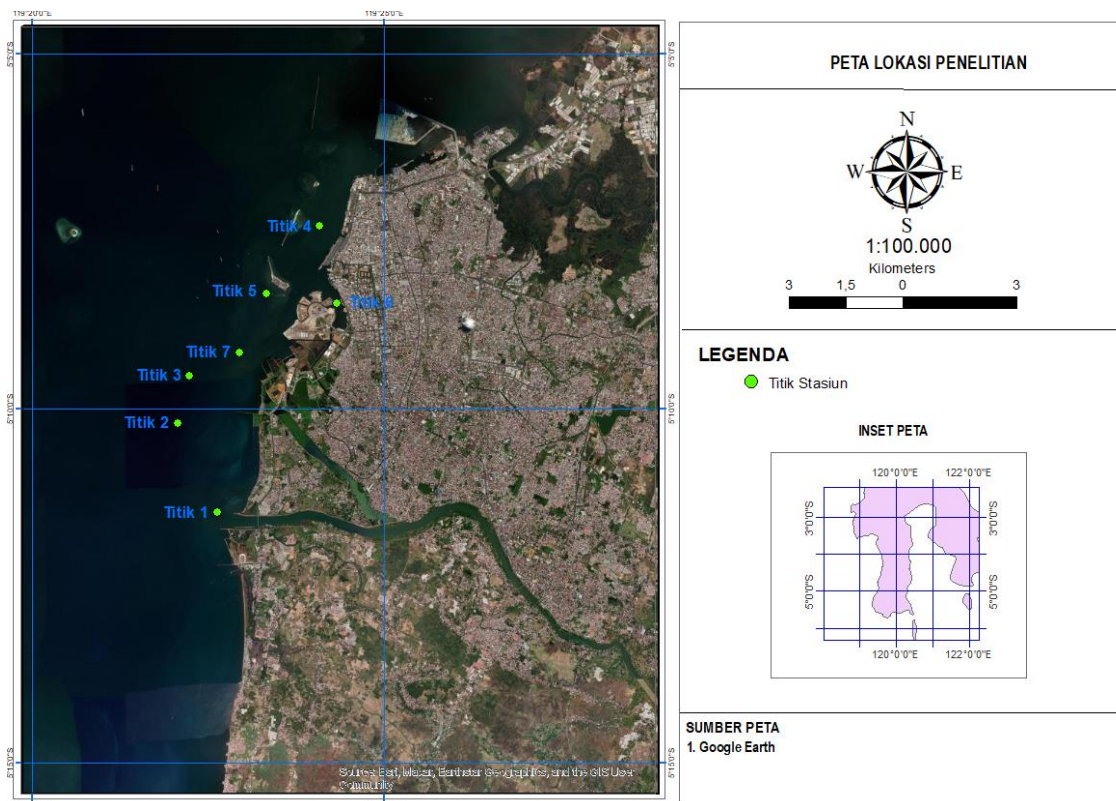 119°20'0"E
119°25'0"E
5°5'0"S
5°5'0"S
Titik 4
Titik 5
Titik
Titik 7
Titik 3
5°10'0"S
5°10'0"S
Titik 2
Titik 1
5°15'0"S
5°15'0"S
Source: Esri, Maxar, Earthstar Geographics, and the GIS User
Community
PETA LOKASI PENELITIAN
N
W E
S
1:100.000
Kilometers
3 1,5 0 3
LEGENDA
Titik Stasiun
INSET PETA
120°0'0"E 122°0'0"E
3°0'0"S
3°0'0"S
5°0'0"S
5°0'0"S
120°0'0"E 122°0'0"E
SUMBER PETA
1. Google Earth